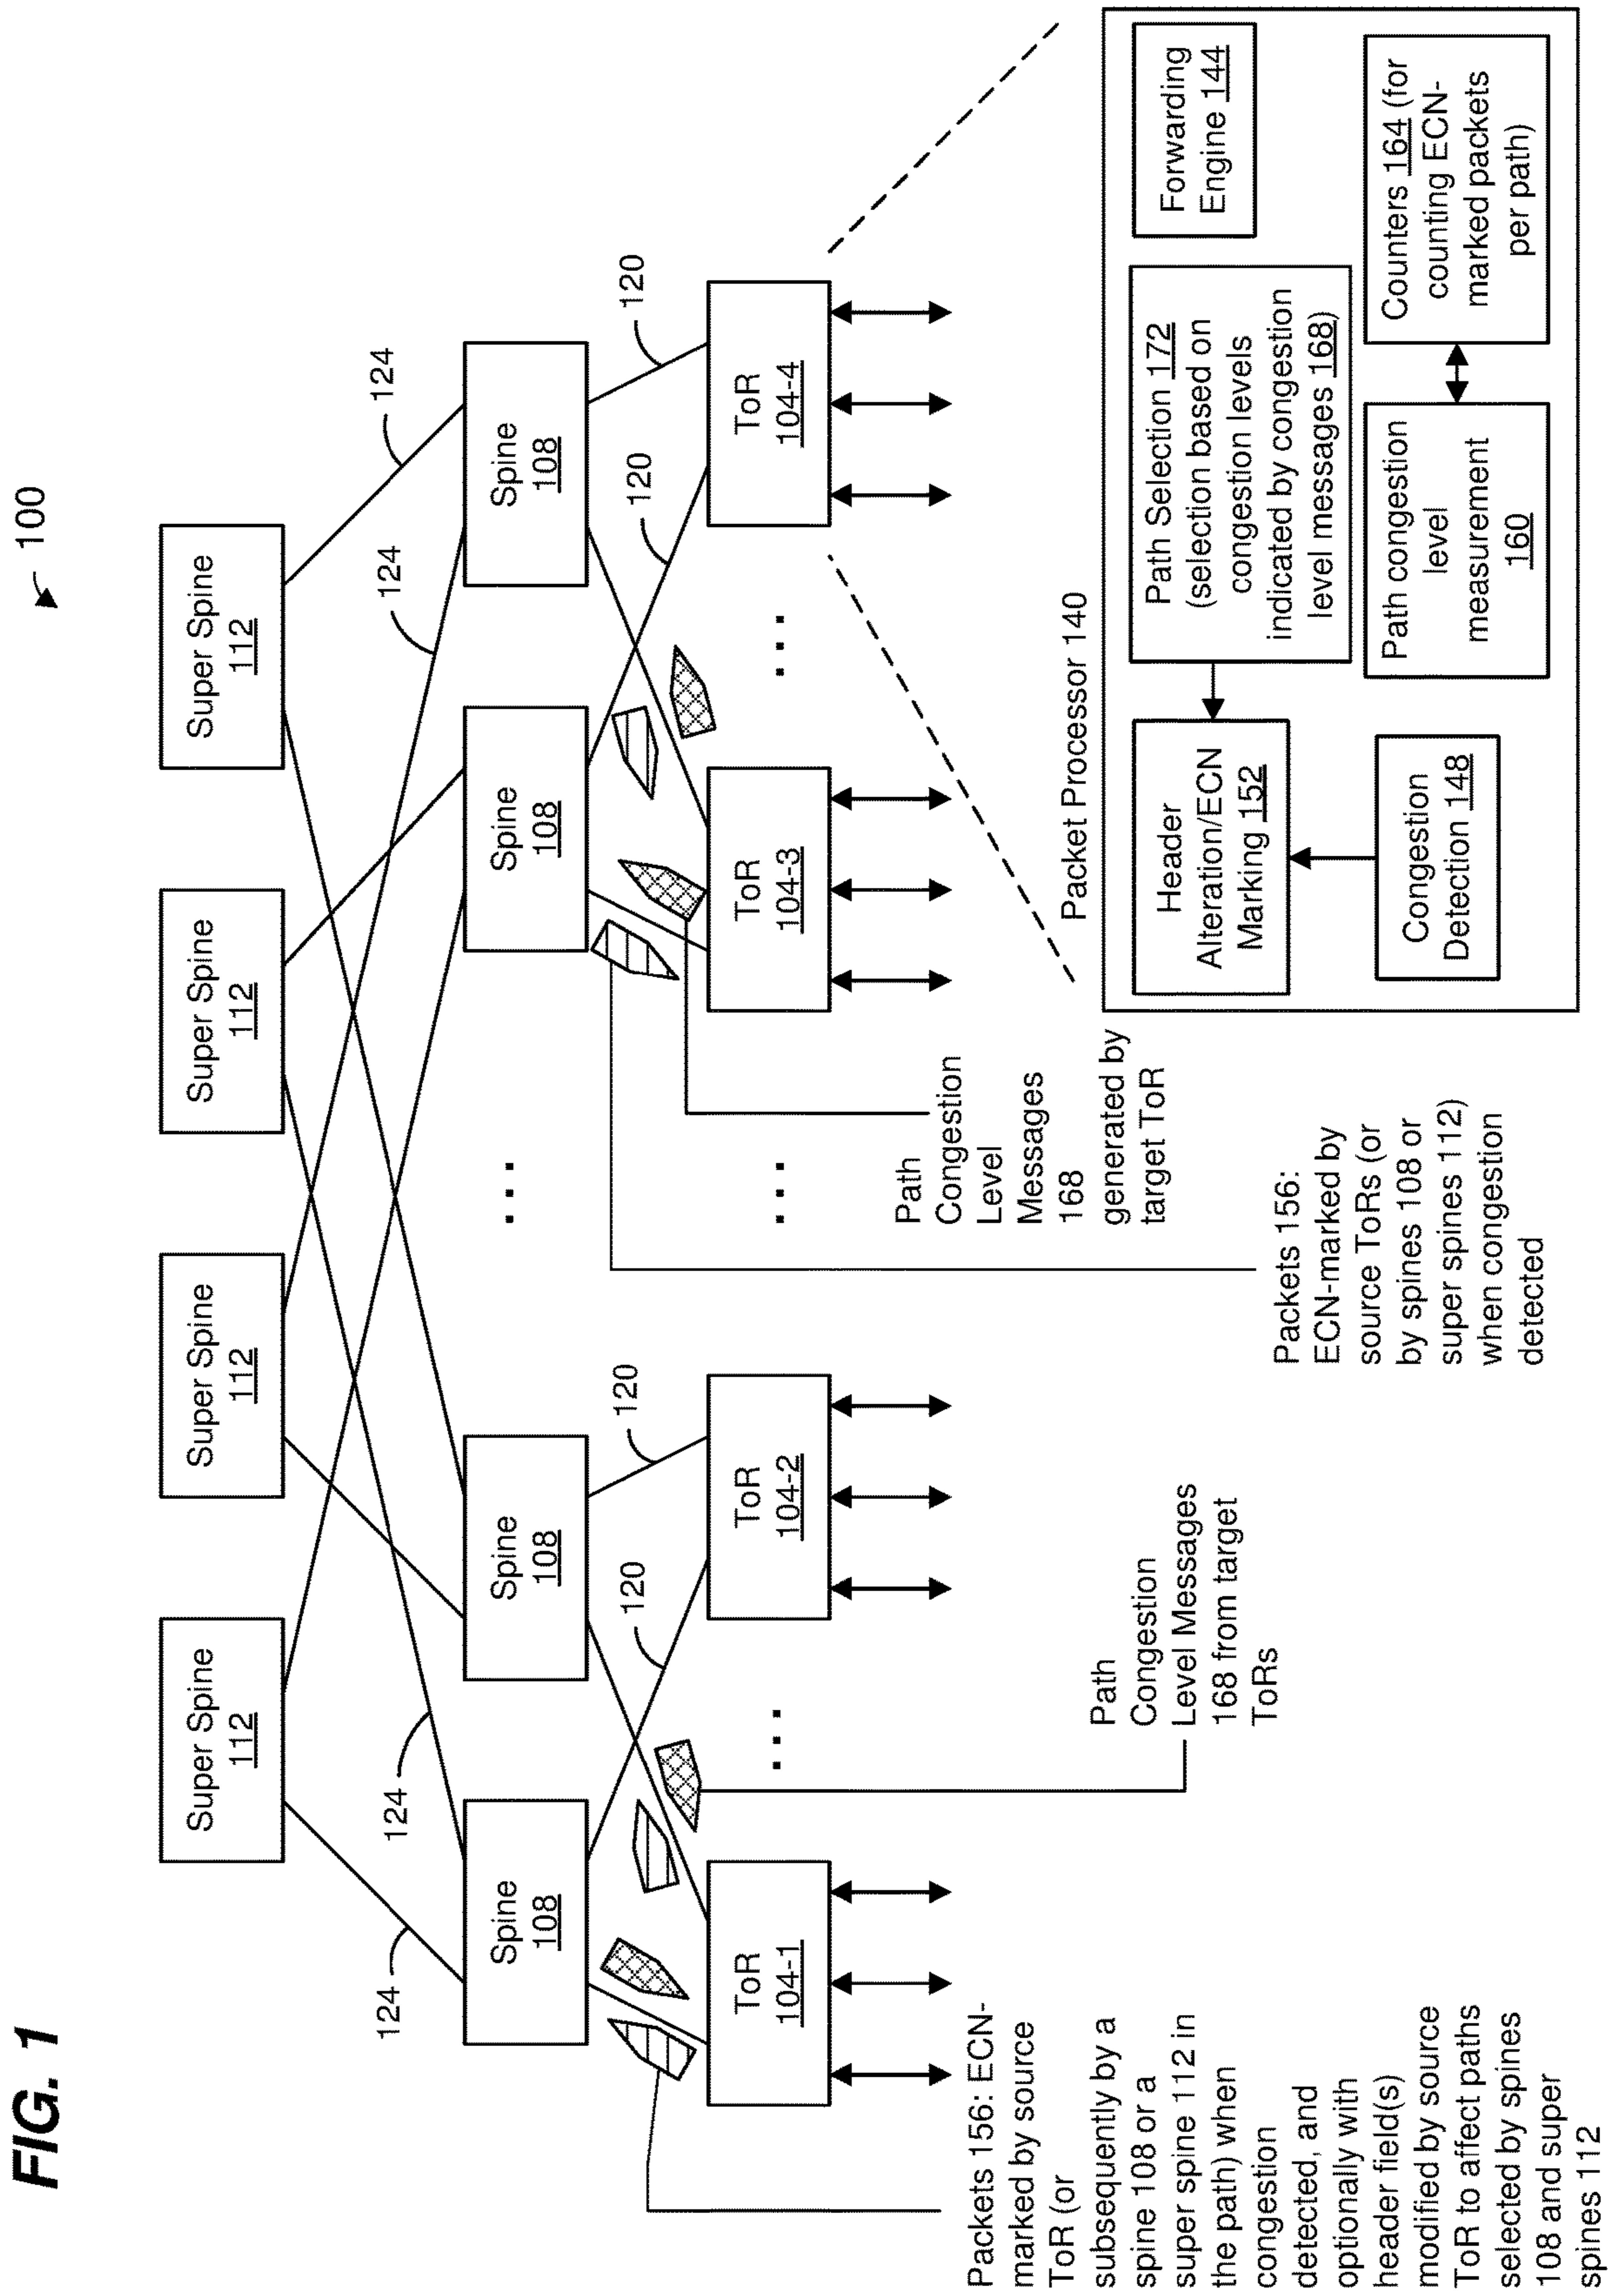 FIG. 1
100
Super Spine
112
Super Spine
112
Super Spine
112
Super Spine
112
124
124
124
124
Spine
108
Spine
108
Spine
108
Spine
108
...
120
120
120
120
ToR
104-1
...
ToR
104-2
...
ToR
104-3
...
ToR
104-4
Packets 156: ECN-
marked by source
ToR (or
subsequently by a
spine 108 or a
super spine 112 in
the path) when
congestion
detected, and
optionally with
header field(s)
modified by source
ToR to affect paths
selected by spines
108 and super
spines 112
Path
Congestion
Level Messages
168 from target
ToRs
Packets 156:
ECN-marked by
source ToRs (or
by spines 108 or
super spines 112)
when congestion
detected
Path
Congestion
Level
Messages
168
generated by
target ToR
Packet Processor 140
Header
Alteration/ECN
Marking 152
Path Selection 172
(selection based on
congestion levels
indicated by congestion
level messages 168)
Forwarding
Engine 144
Congestion
Detection 148
Path congestion
level
measurement
160
Counters 164 (for
counting ECN-
marked packets
per path)